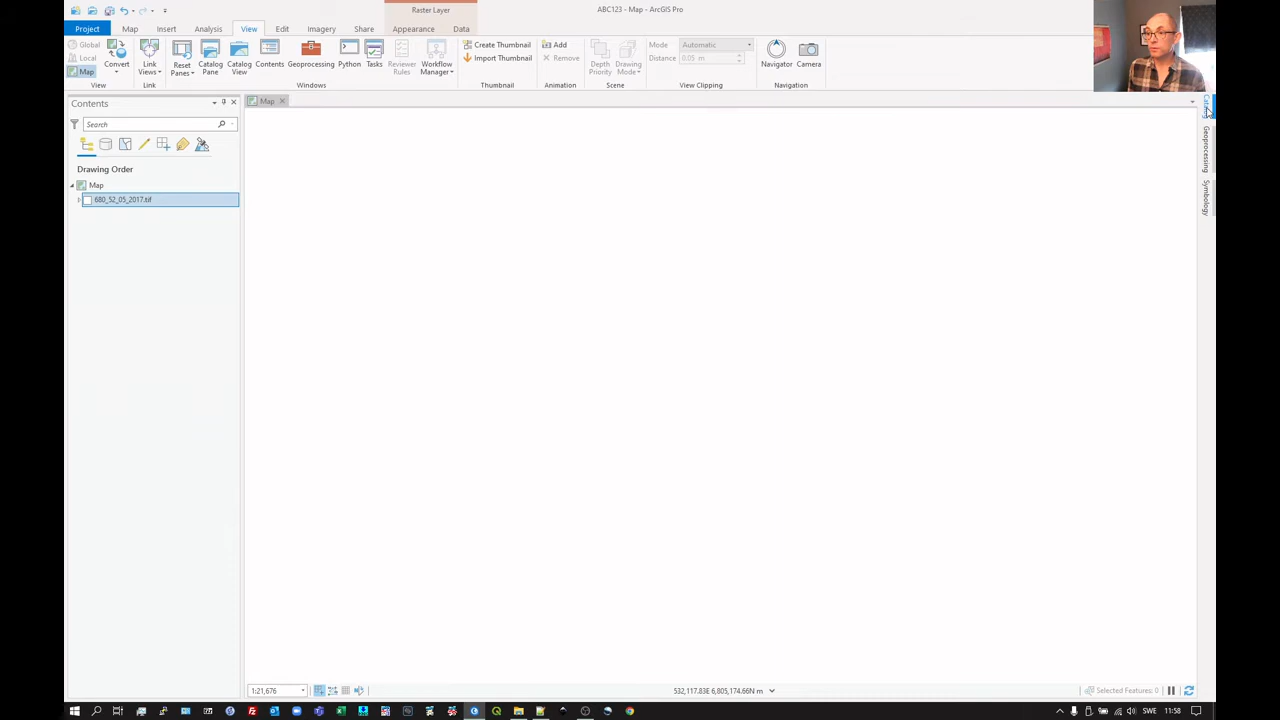 Raster Layer
ABC123 - Map - ArcGIS Pro
Project Map Insert Analysis View Edit Imagery Share Appearance Data
Global
Local
Map
Convert
View
Link Views
Link
Reset Panes
Catalog Pane
Catalog View
Contents
Geoprocessing
Python
Tasks
Reviewer Rules
Workflow Manager
Windows
Create Thumbnail
Import Thumbnail
Thumbnail
Add
Remove
Animation
Depth Priority
Drawing Mode
Scene
Mode Automatic
Distance 0.05 m
View Clipping
Navigator
Camera
Navigation
Contents
Search
Drawing Order
Map
680_52_05_2017.tif
Map
Catalog
Geoprocessing
Symbology
1:21,676
532,117.83E 6,805,174.66N m
Selected Features: 0
SWE 11:58